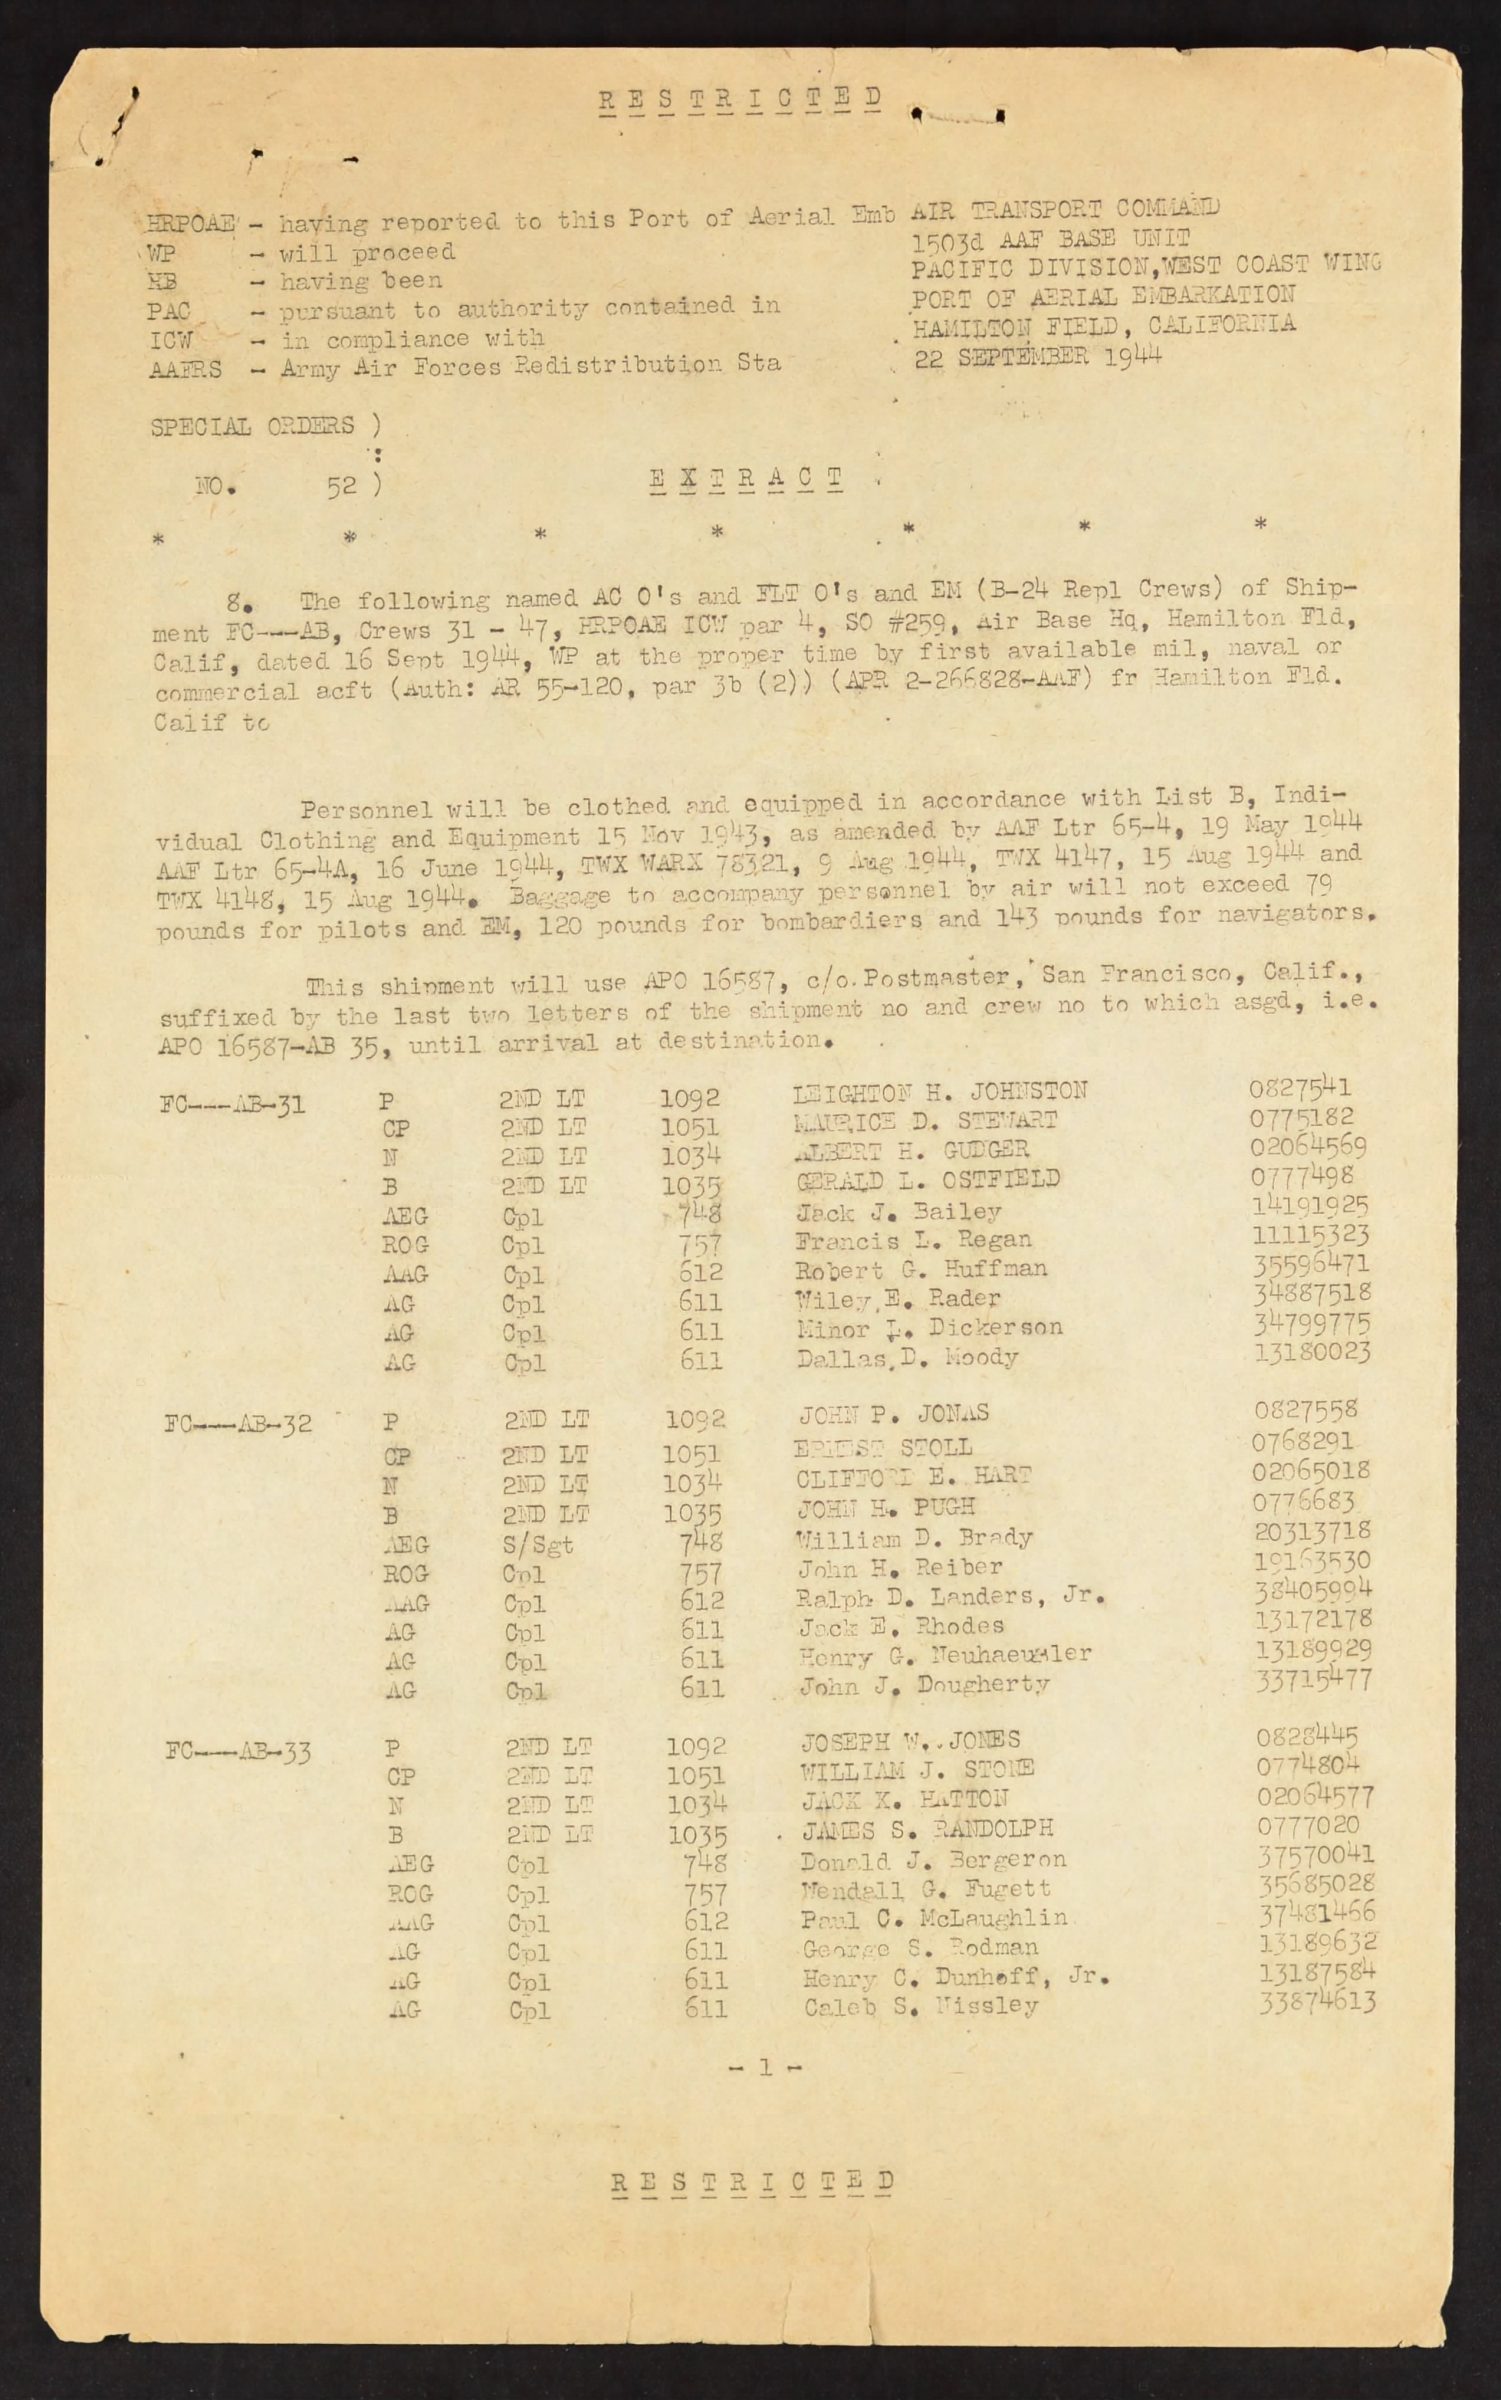 RESTRICTED
HRPOAE - having reported to this Port of Aerial Emb
WP - will proceed
HB - having been
PAC - pursuant to authority contained in
ICW - in compliance with
AAFRS - Army Air Forces Redistribution Sta
AIR TRANSPORT COMMAND
1503d AAF BASE UNIT
PACIFIC DIVISION,WEST COAST WING
PORT OF AERIAL EMBARKATION
HAMILTON FIELD, CALIFORNIA
22 SEPTEMBER 1944
SPECIAL ORDERS )
:
NO. 52 )
EXTRACT
* * * * * * *
8. The following named AC O's and FLT O's and EM (B-24 Repl Crews) of Ship-
ment FC---AB, Crews 31 - 47, HRPOAE ICW par 4, SO #259, Air Base Hq, Hamilton Fld,
Calif, dated 16 Sept 1944, WP at the proper time by first available mil, naval or
commercial acft (Auth: AR 55-120, par 3b (2)) (APR 2-266828-AAF) fr Hamilton Fld.
Calif to
Personnel will be clothed and equipped in accordance with List B, Indi-
vidual Clothing and Equipment 15 Nov 1943, as amended by AAF Ltr 65-4, 19 May 1944
AAF Ltr 65-4A, 16 June 1944, TWX WARX 78321, 9 Aug 1944, TWX 4147, 15 Aug 1944 and
TWX 4148, 15 Aug 1944. Baggage to accompany personnel by air will not exceed 79
pounds for pilots and EM, 120 pounds for bombardiers and 143 pounds for navigators.
This shipment will use APO 16587, c/o Postmaster, San Francisco, Calif.,
suffixed by the last two letters of the shipment no and crew no to which asgd, i.e.
APO 16587-AB 35, until arrival at destination.
FC---AB-31 P 2ND LT 1092 LEIGHTON H. JOHNSTON 0827541
CP 2ND LT 1051 MAURICE D. STEWART 0775182
N 2ND LT 1034 ALBERT H. GUDGER 02064569
B 2ND LT 1035 GERALD L. OSTFIELD 0777498
AEG Cpl 748 Jack J. Bailey 14191925
ROG Cpl 757 Francis L. Regan 11115323
AAG Cpl 612 Robert G. Huffman 35596471
AG Cpl 611 Wiley E. Rader 34887518
AG Cpl 611 Minor L. Dickerson 34799775
AG Cpl 611 Dallas D. Moody 13180023
FC---AB-32 P 2ND LT 1092 JOHN P. JONAS 0827558
CP 2ND LT 1051 ERNEST STOLL 0768291
N 2ND LT 1034 CLIFFORD E. HART 02065018
B 2ND LT 1035 JOHN H. PUGH 0776683
AEG S/Sgt 748 William D. Brady 20313718
ROG Cpl 757 John H. Reiber 19163530
AAG Cpl 612 Ralph D. Landers, Jr. 38405994
AG Cpl 611 Jack E. Rhodes 13172178
AG Cpl 611 Henry G. 13189929
AG Cpl 611 John J. Dougherty 33715477
FC---AB-33 P 2ND LT 1092 JOSEPH W. JONES 0828445
CP 2ND LT 1051 WILLIAM J. STONE 0774804
N 2ND LT 1034 JACK K. HATTON 02064577
B 2ND LT 1035 JAMES S. RANDOLPH 0777020
AEG Cpl 748 Donald J. Bergeron 37570041
ROG Cpl 757 Wendall G. Fugett 35685028
AAG Cpl 612 Paul C. McLaughlin 37481466
AG Cpl 611 George S. Rodman 13189632
AG Cpl 611 Henry C. Dunhoff, Jr. 13187584
AG Cpl 611 Caleb S. Nissley 33874613
- 1 -
RESTRICTED